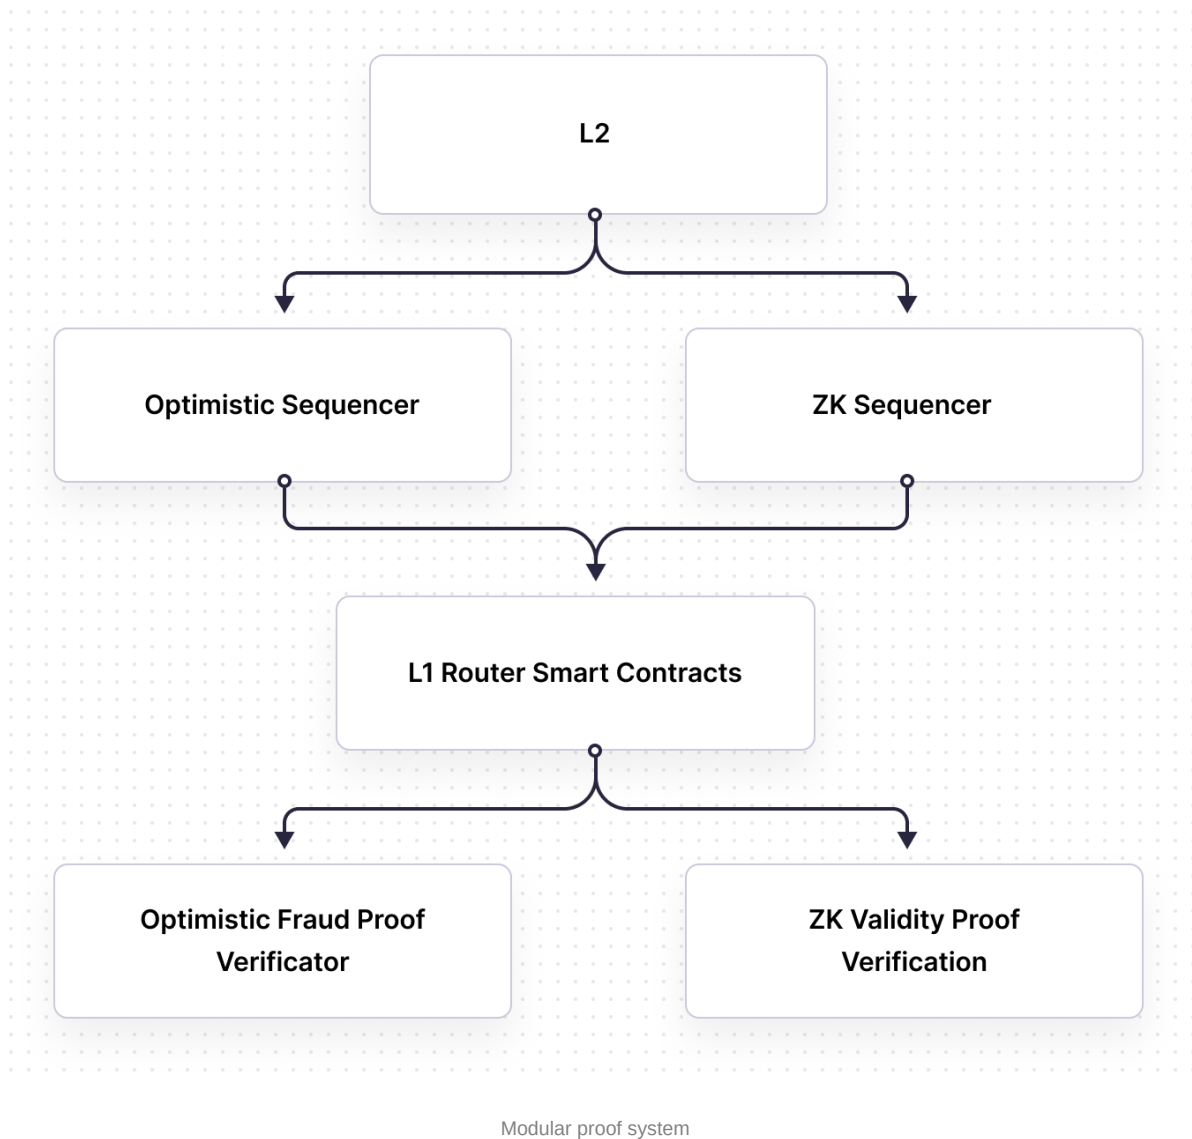 L2
Optimistic Sequencer
ZK Sequencer
L1 Router Smart Contracts
Optimistic Fraud Proof
Verificator
ZK Validity Proof
Verification
Modular proof system